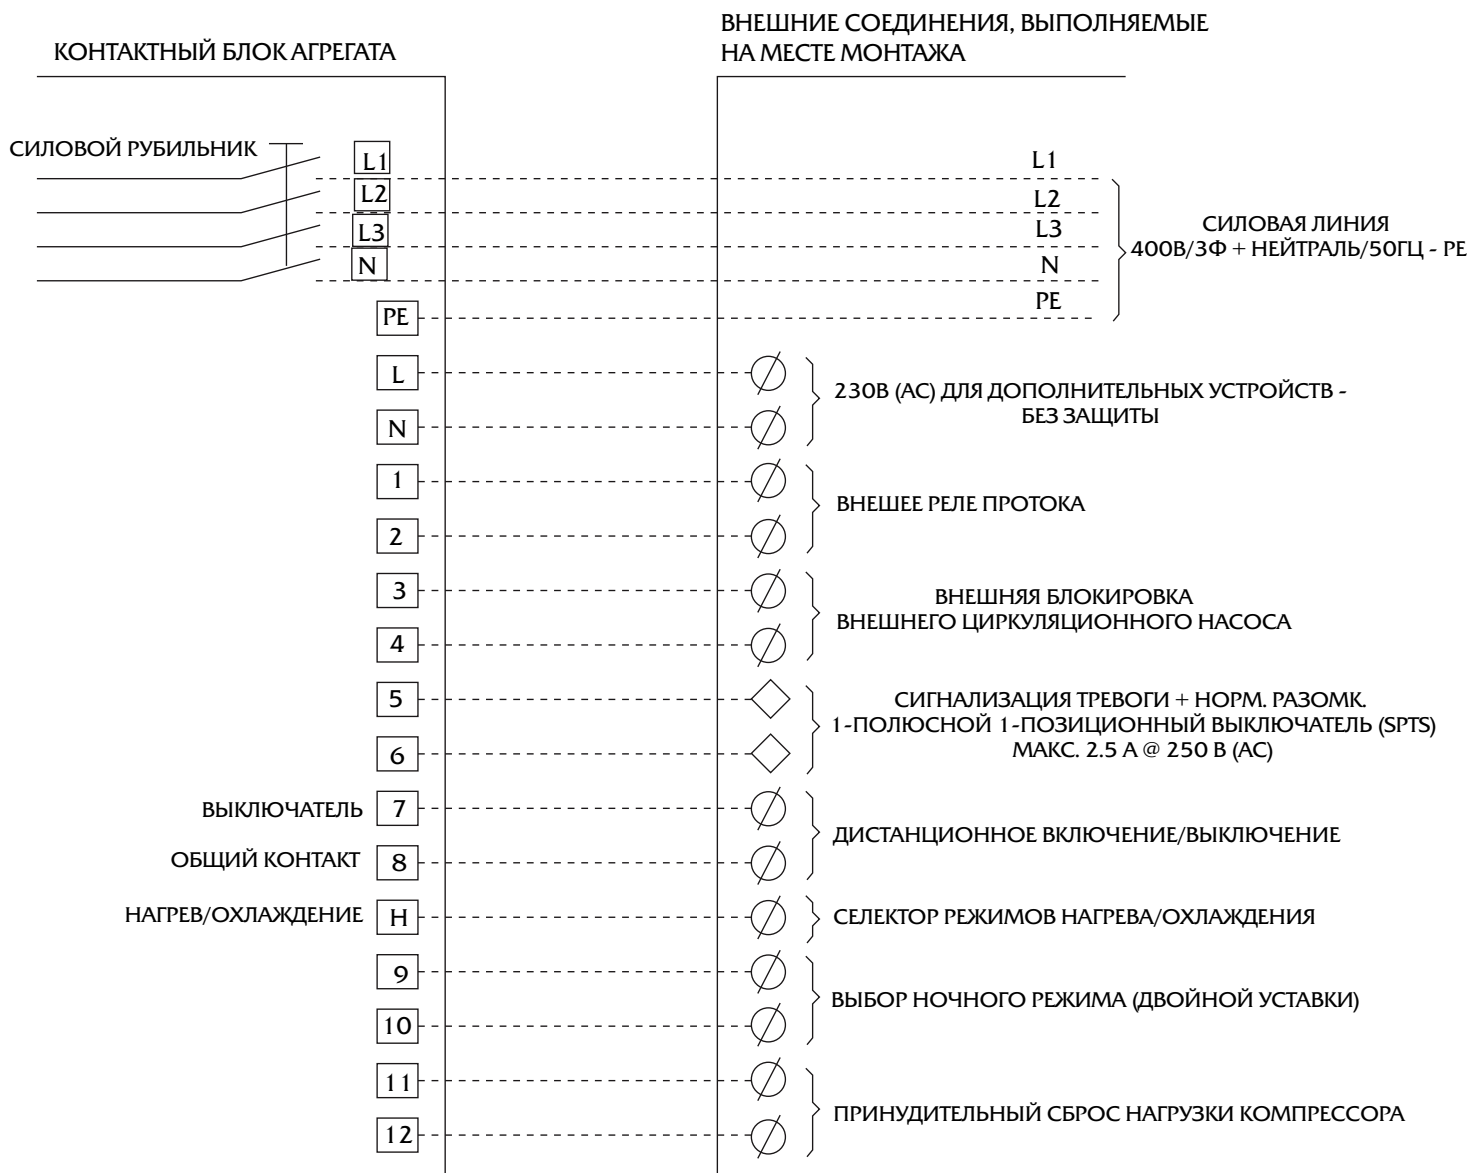 КОНТАКТНЫЙ БЛОК АГРЕГАТА
ВНЕШНИЕ СОЕДИНЕНИЯ, ВЫПОЛНЯЕМЫЕ
НА МЕСТЕ МОНТАЖА
СИЛОВОЙ РУБИЛЬНИК
L1
L1
L2
L2
L3
L3
N
N
PE
PE
СИЛОВАЯ ЛИНИЯ
400В/3Ф + НЕЙТРАЛЬ/50ГЦ - PE
L
N
230В (АС) ДЛЯ ДОПОЛНИТЕЛЬНЫХ УСТРОЙСТВ -
БЕЗ ЗАЩИТЫ
1
2
ВНЕШЕЕ РЕЛЕ ПРОТОКА
3
4
ВНЕШНЯЯ БЛОКИРОВКА
ВНЕШНЕГО ЦИРКУЛЯЦИОННОГО НАСОСА
5
6
СИГНАЛИЗАЦИЯ ТРЕВОГИ + НОРМ. РАЗОМК.
1-ПОЛЮСНОЙ 1-ПОЗИЦИОННЫЙ ВЫКЛЮЧАТЕЛЬ (SPTS)
МАКС. 2.5 А @ 250 В (АС)
ВЫКЛЮЧАТЕЛЬ
7
ОБЩИЙ КОНТАКТ
8
ДИСТАНЦИОННОЕ ВКЛЮЧЕНИЕ/ВЫКЛЮЧЕНИЕ
НАГРЕВ/ОХЛАЖДЕНИЕ
H
СЕЛЕКТОР РЕЖИМОВ НАГРЕВА/ОХЛАЖДЕНИЯ
9
10
ВЫБОР НОЧНОГО РЕЖИМА (ДВОЙНОЙ УСТАВКИ)
11
12
ПРИНУДИТЕЛЬНЫЙ СБРОС НАГРУЗКИ КОМПРЕССОРА